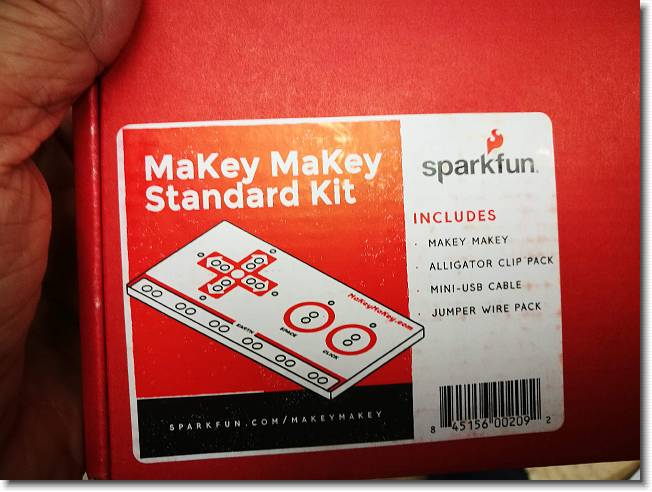 MaKey MaKey
Standard Kit
sparkfun
INCLUDES
· MAKEY MAKEY
· ALLIGATOR CLIP PACK
· MINI-USB CABLE
· JUMPER WIRE PACK
MaKeyMaKey.com
EARTH
SPACE
CLICK
SPARKFUN.COM/MAKEYMAKEY
8 45156 00209 2